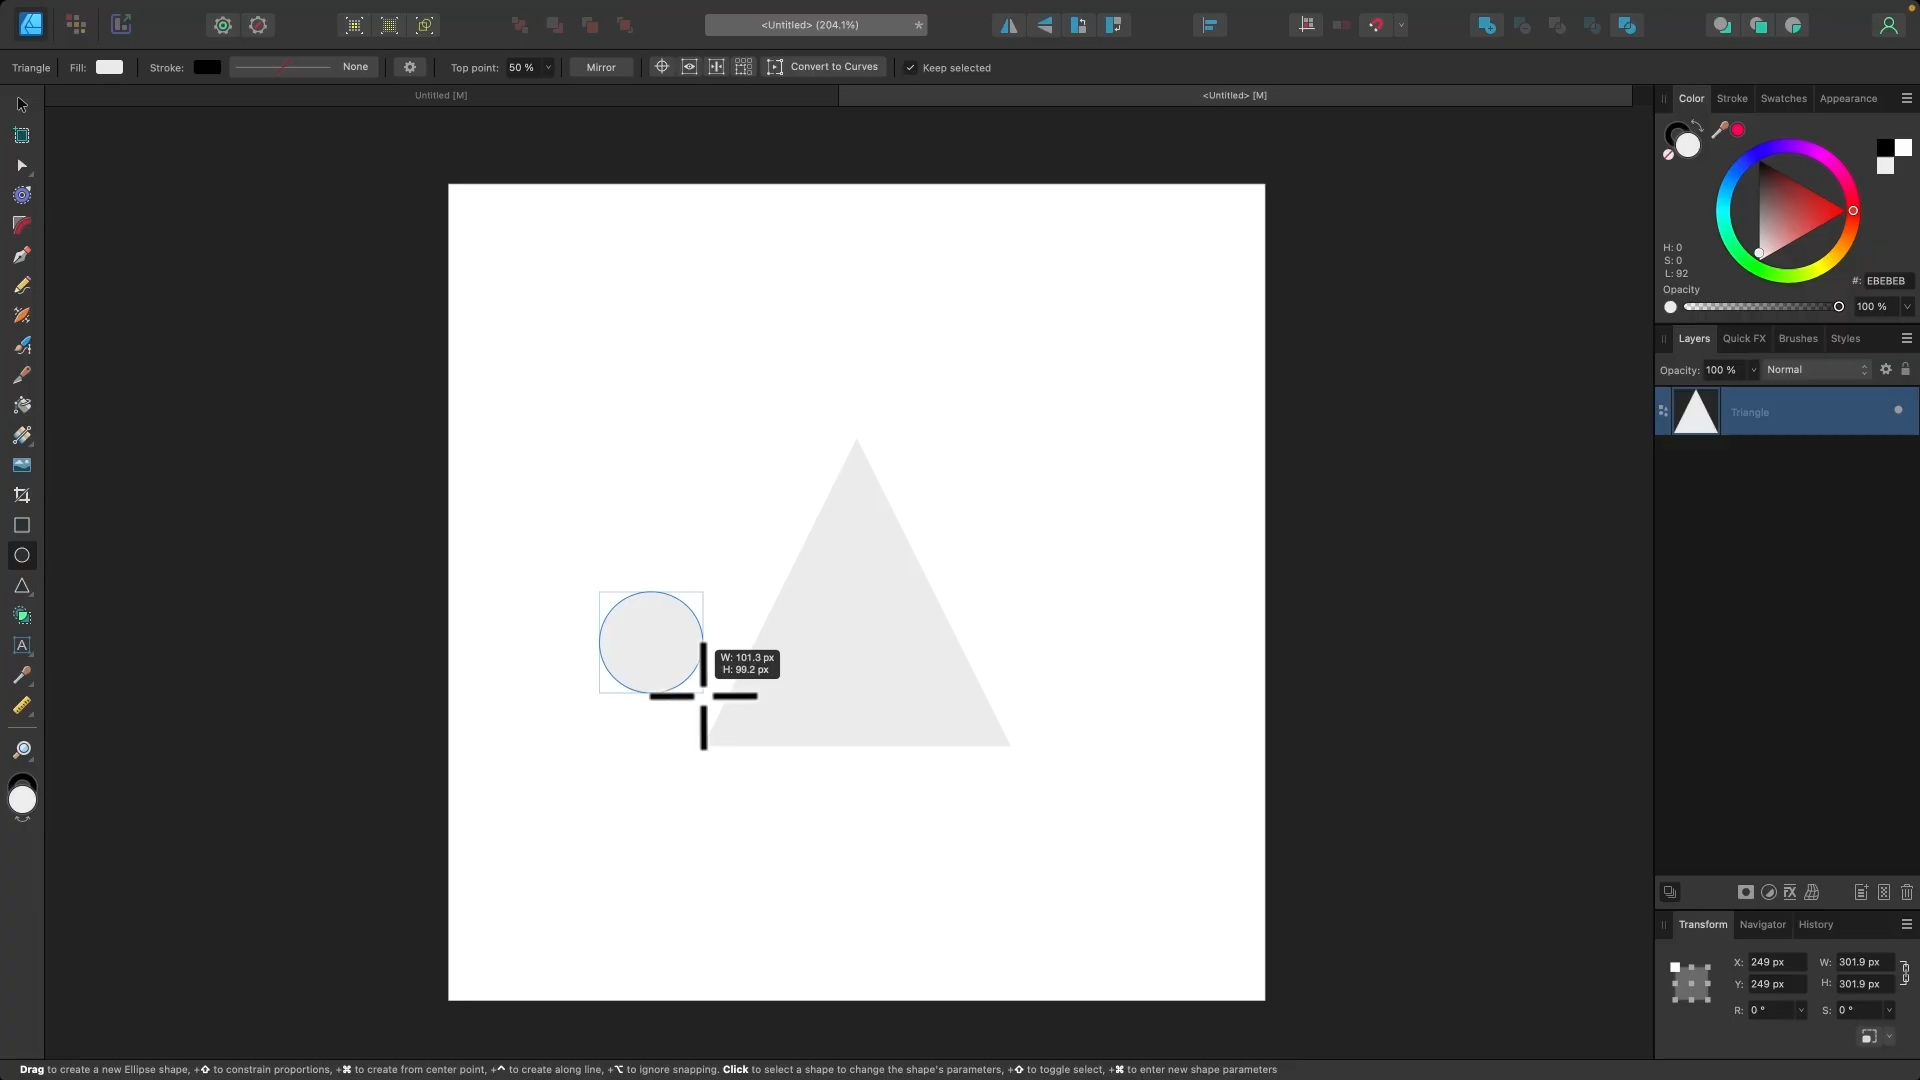 <Untitled> (204.1%) *
Triangle Fill: Stroke: None Top point: 50 % Mirror Convert to Curves Keep selected
Untitled [M]
<Untitled> [M]
Color Stroke Swatches Appearance
H: 0
S: 0
L: 92
#: EBEBEB
Opacity
100 %
Layers Quick FX Brushes Styles
Opacity: 100 % Normal
Triangle
W: 101.3 px
H: 99.2 px
A
Transform Navigator History
X: 249 px W: 301.9 px
Y: 249 px H: 301.9 px
R: 0 ° S: 0 °
Drag to create a new Ellipse shape, +⇧ to constrain proportions, +⌘ to create from center point, +^ to create along line, +⌥ to ignore snapping. Click to select a shape to change the shape's parameters, +⇧ to toggle select, +⌘ to enter new shape parameters